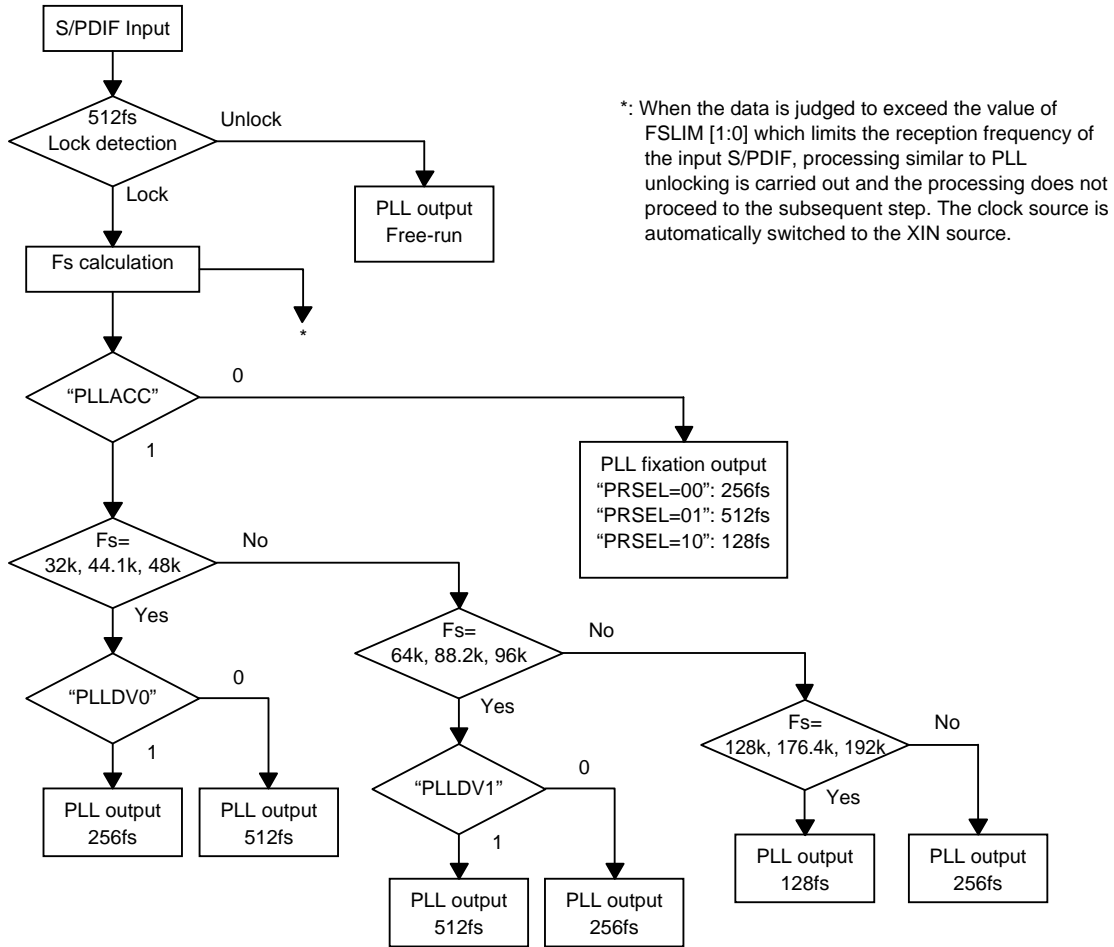 S/PDIF Input
512fs
Lock detection
Unlock
Lock
PLL output
Free-run
*: When the data is judged to exceed the value of
FSLIM [1:0] which limits the reception frequency of
the input S/PDIF, processing similar to PLL
unlocking is carried out and the processing does not
proceed to the subsequent step. The clock source is
automatically switched to the XIN source.
Fs calculation
*
“PLLACC”
0
1
PLL fixation output
“PRSEL=00”: 256fs
“PRSEL=01”: 512fs
“PRSEL=10”: 128fs
Fs=
32k, 44.1k, 48k
No
Yes
Fs=
64k, 88.2k, 96k
No
Yes
“PLLDV0”
0
1
Fs=
128k, 176.4k, 192k
No
Yes
“PLLDV1”
0
1
PLL output
256fs
PLL output
512fs
PLL output
128fs
PLL output
256fs
PLL output
512fs
PLL output
256fs